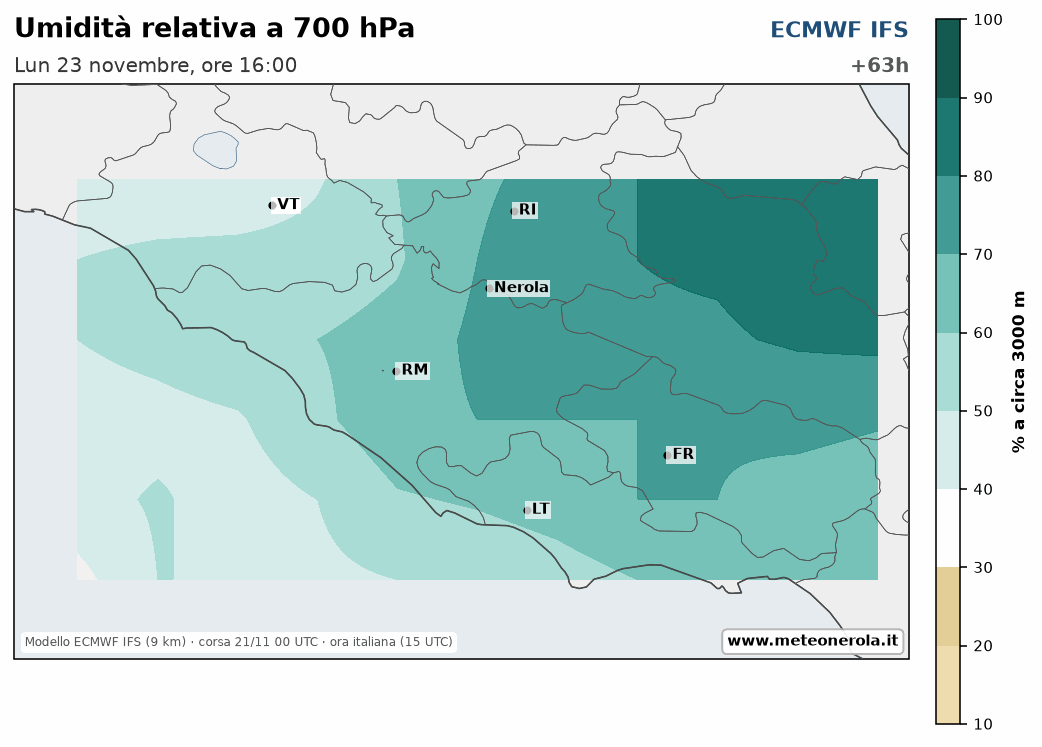 Umidità relativa a 700 hPa
ECMWF IFS
Lun 23 novembre, ore 16:00
+63h
100
90
80
70
60
50
40
30
20
10
% a circa 3000 m
VT
RI
Nerola
RM
FR
LT
Modello ECMWF IFS (9 km) · corsa 21/11 00 UTC · ora italiana (15 UTC)
www.meteonerola.it